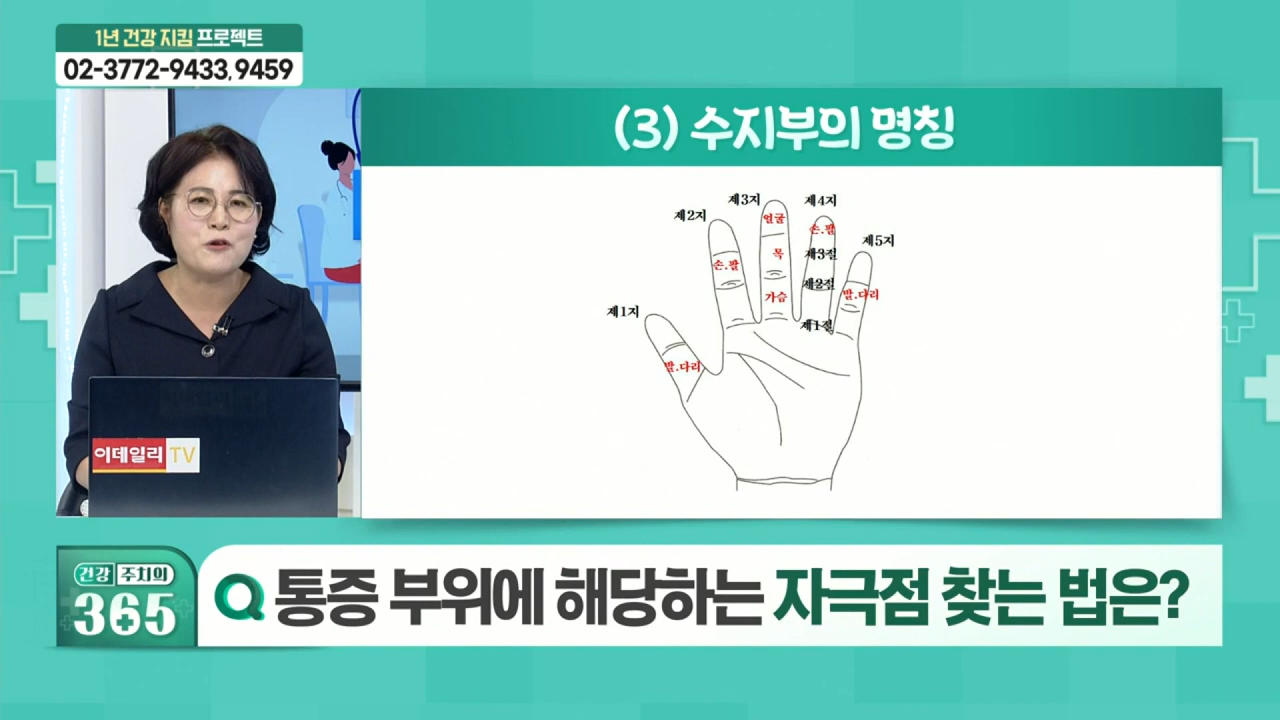 1년 건강 지킴 프로젝트
02-3772-9433, 9459
(3) 수지부의 명칭
제1지
제2지
제3지
제4지
제5지
얼굴
목
가슴
손.팔
손.팔
제3절
제2절
제1절
발.다리
발.다리
이데일리 TV
건강 주치의
365
Q 통증 부위에 해당하는 자극점 찾는 법은?